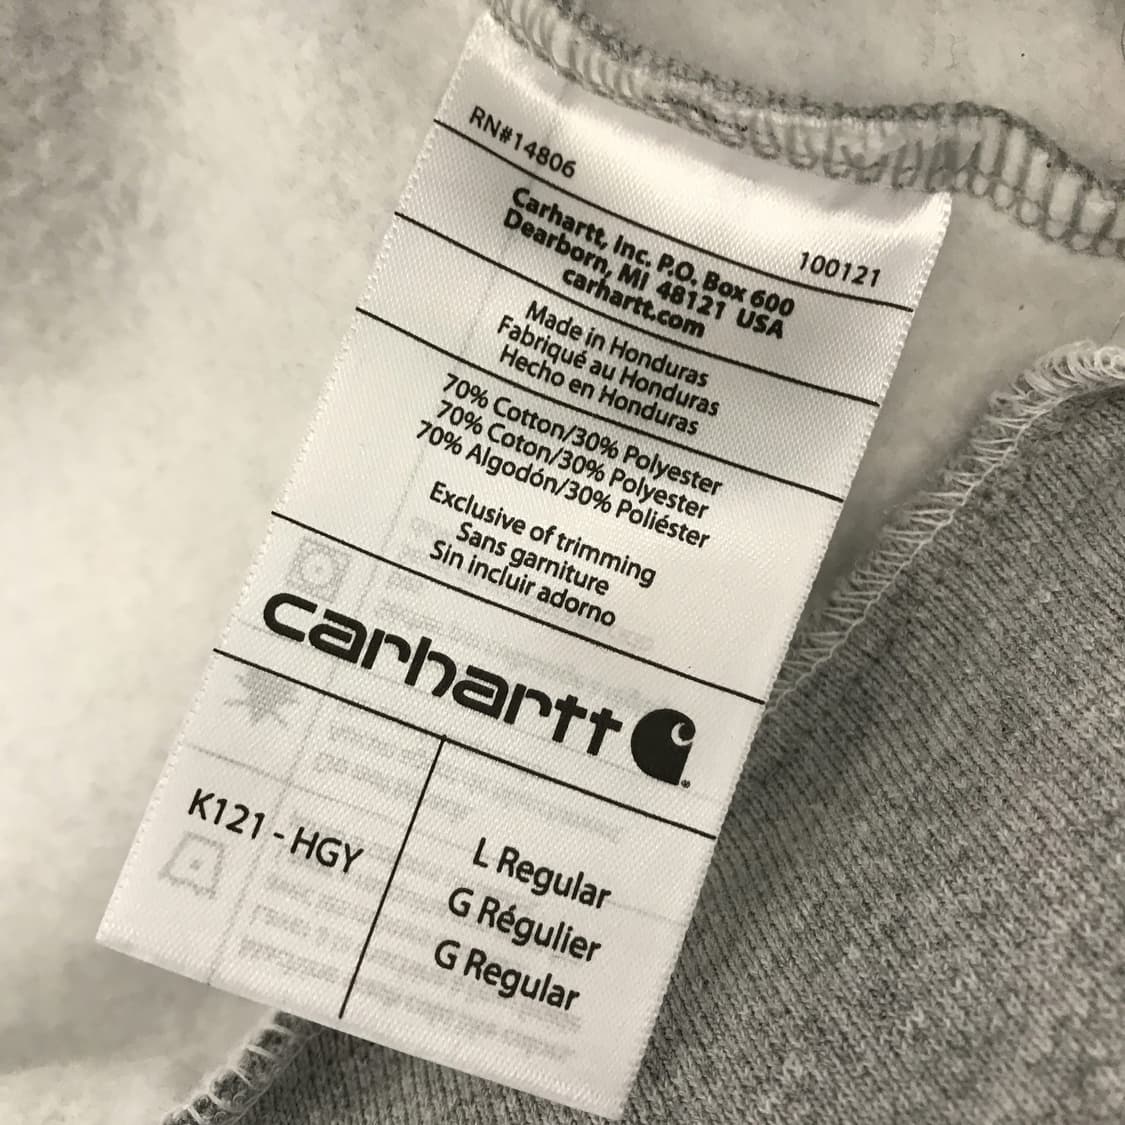 RN#14806
100121
Carhartt, Inc. P.O. Box 600
Dearborn, MI 48121 USA
carhartt.com
Made in Honduras
Fabriqué au Honduras
Hecho en Honduras
70% Cotton/30% Polyester
70% Coton/30% Polyester
70% Algodón/30% Poliéster
Exclusive of trimming
Sans garniture
Sin incluir adorno
carhartt
K121 - HGY
L Regular
G Régulier
G Regular